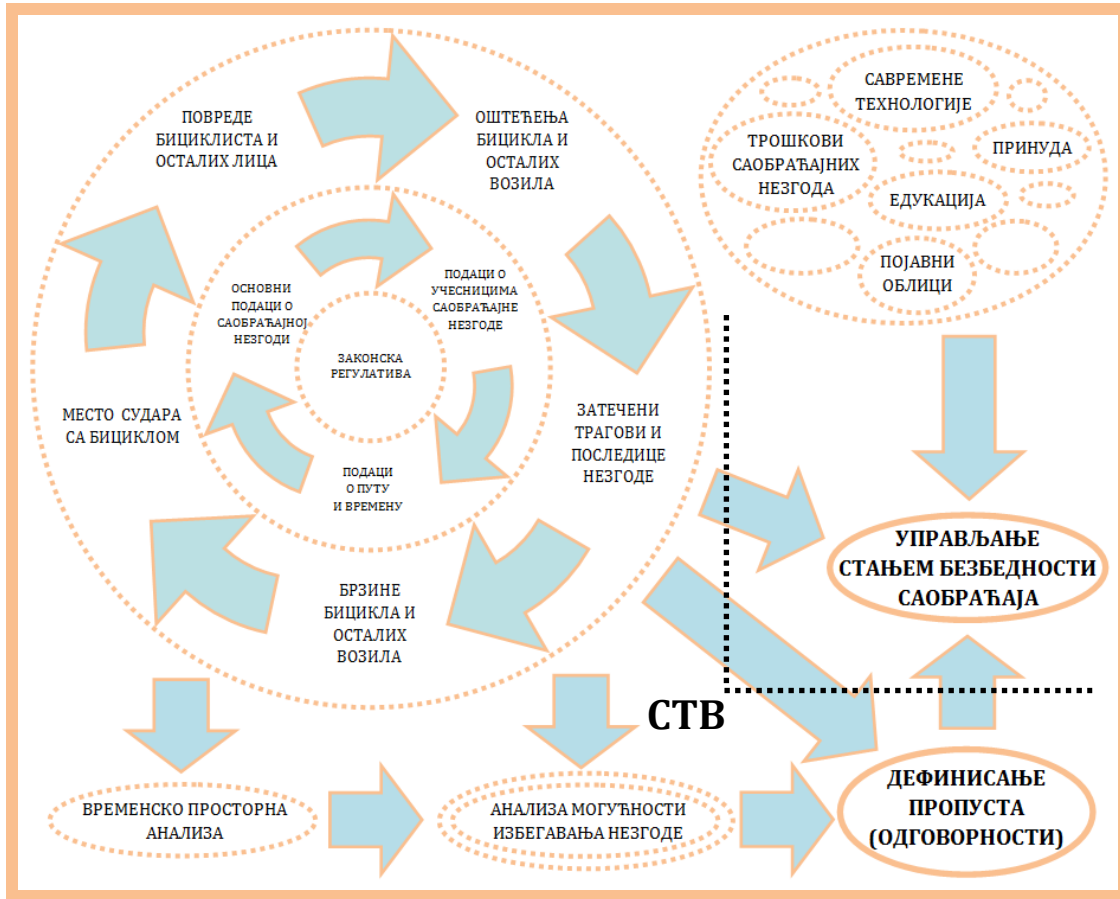 ПОВРЕДЕ
БИЦИКЛИСТА И
ОСТАЛИХ ЛИЦА
ОШТЕЋЕЊА
БИЦИКЛА И
ОСТАЛИХ
ВОЗИЛА
ЗАТЕЧЕНИ
ТРАГОВИ И
ПОСЛЕДИЦЕ
НЕЗГОДЕ
БРЗИНЕ
БИЦИКЛА И
ОСТАЛИХ
ВОЗИЛА
МЕСТО СУДАРА
СА БИЦИКЛОМ
ОСНОВНИ
ПОДАЦИ О
САОБРАЋАЈНОЈ
НЕЗГОДИ
ПОДАЦИ О
УЧЕСНИЦИМА
САОБРАЋАЈНЕ
НЕЗГОДЕ
ПОДАЦИ
О ПУТУ
И ВРЕМЕНУ
ЗАКОНСКА
РЕГУЛАТИВА
САВРЕМЕНЕ
ТЕХНОЛОГИЈЕ
ТРОШКОВИ
САОБРАЋАЈНИХ
НЕЗГОДА
ПРИНУДА
ЕДУКАЦИЈА
ПОЈАВНИ
ОБЛИЦИ
УПРАВЉАЊЕ
СТАЊЕМ БЕЗБЕДНОСТИ
САОБРАЋАЈА
СТВ
ВРЕМЕНСКО ПРОСТОРНА
АНАЛИЗА
АНАЛИЗА МОГУЋНОСТИ
ИЗБЕГАВАЊА НЕЗГОДЕ
ДЕФИНИСАЊЕ
ПРОПУСТА
(ОДГОВОРНОСТИ)